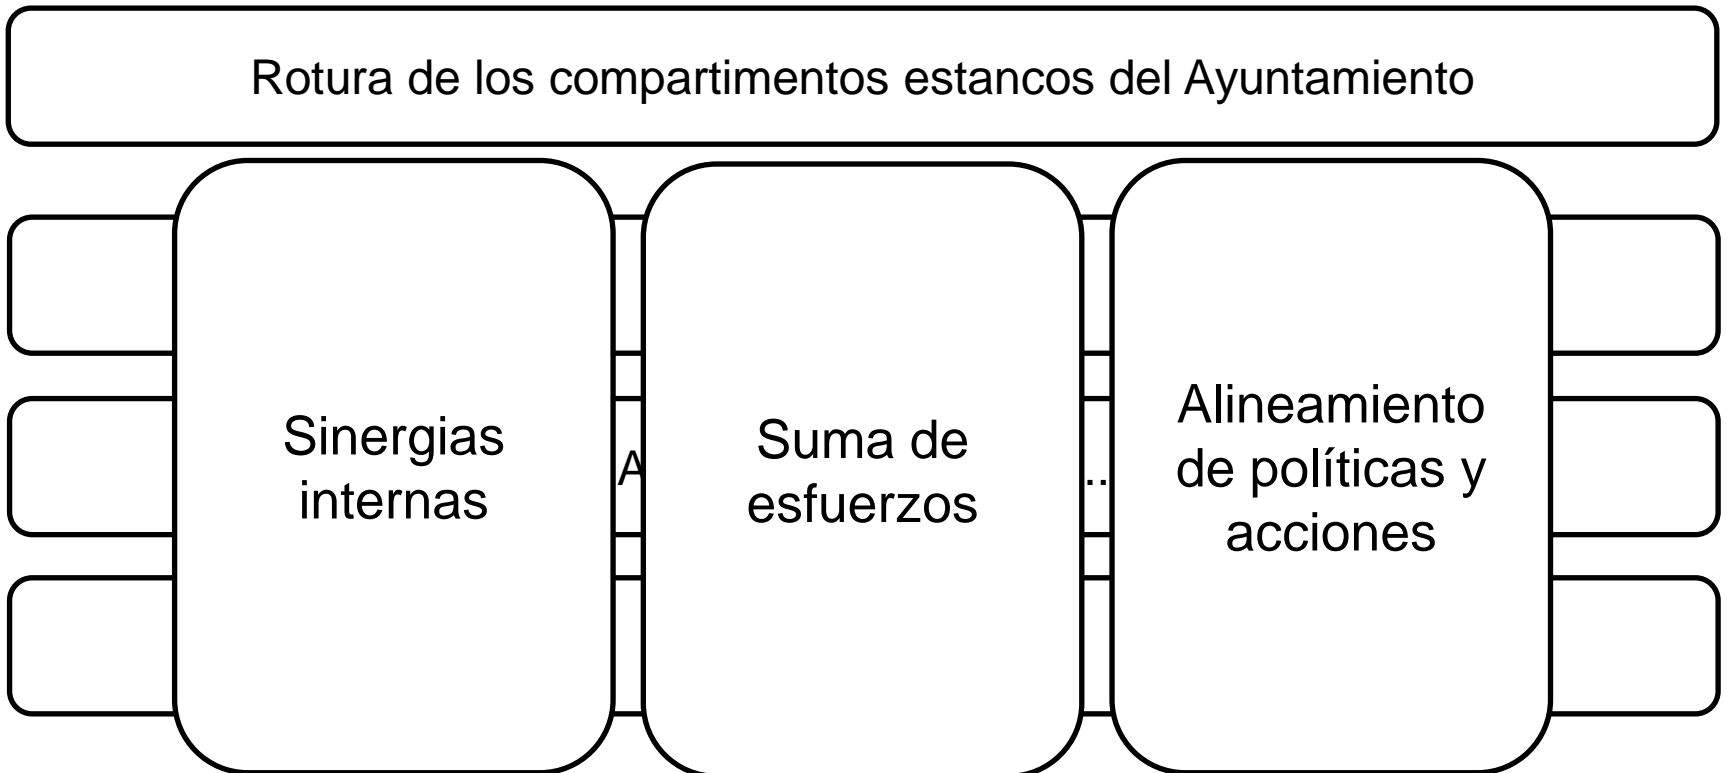 Rotura de los compartimentos estancos del Ayuntamiento
Sinergias
internas
Suma de
esfuerzos
Alineamiento
de políticas y
acciones